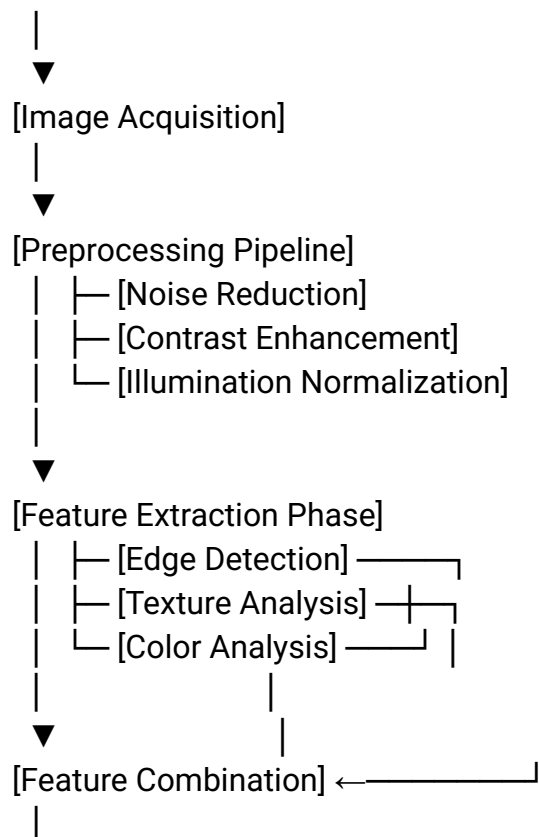 [Image Acquisition]
[Preprocessing Pipeline]
[Noise Reduction]
[Contrast Enhancement]
[Illumination Normalization]
[Feature Extraction Phase]
[Edge Detection]
[Texture Analysis]
[Color Analysis]
[Feature Combination]